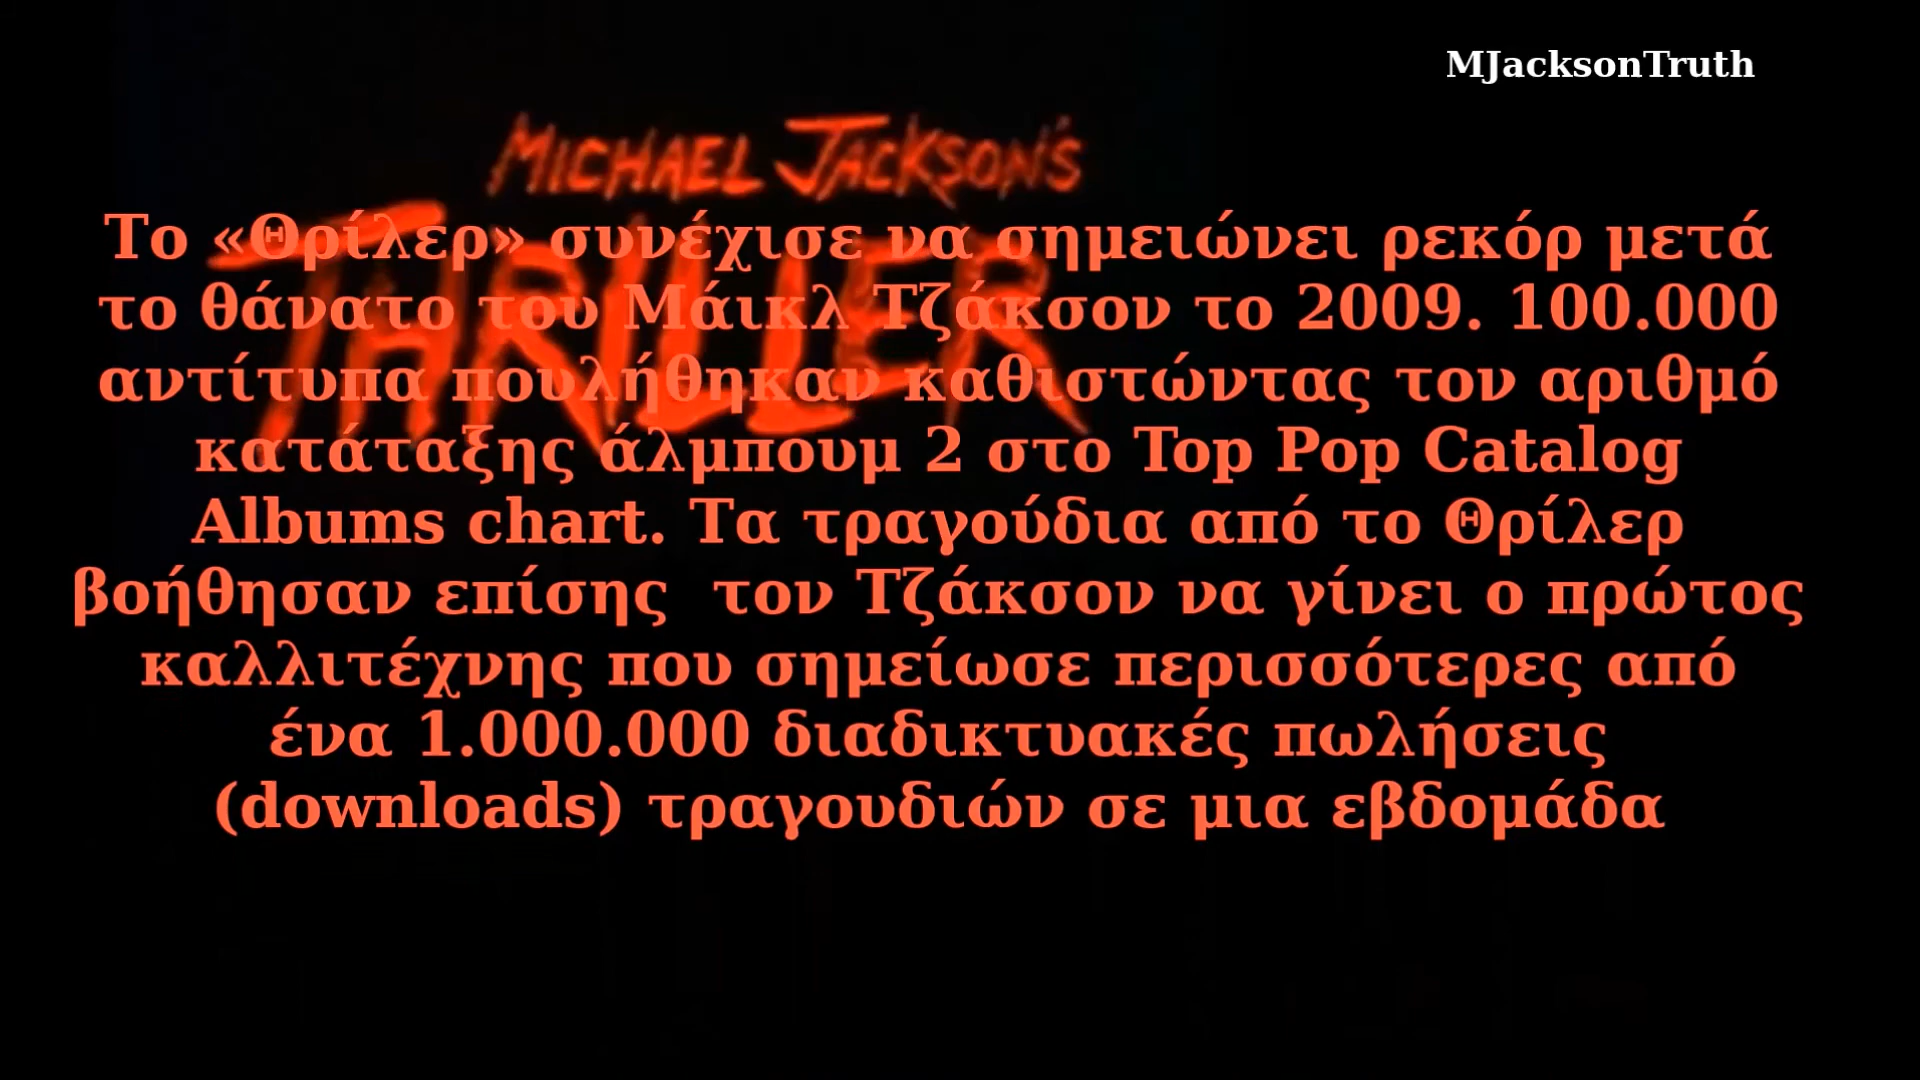 MJacksonTruth
MICHAEL JACKSON'S
THRILLER
Το «Θρίλερ» συνέχισε να σημειώνει ρεκόρ μετά
το θάνατο του Μάικλ Τζάκσον το 2009. 100.000
αντίτυπα πουλήθηκαν καθιστώντας τον αριθμό
κατάταξης άλμπουμ 2 στο Top Pop Catalog
Albums chart. Τα τραγούδια από το Θρίλερ
βοήθησαν επίσης  τον Τζάκσον να γίνει ο πρώτος
καλλιτέχνης που σημείωσε περισσότερες από
ένα 1.000.000 διαδικτυακές πωλήσεις
(downloads) τραγουδιών σε μια εβδομάδα